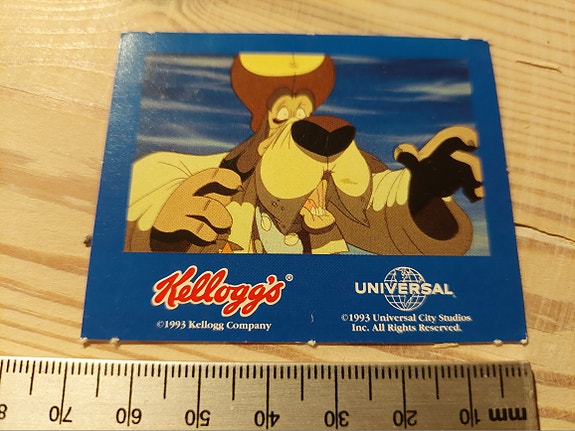 Kellogg's®
©1993 Kellogg Company
UNIVERSAL
©1993 Universal City Studios
Inc. All Rights Reserved.
8 70 60 50 40 30 20 10 mm